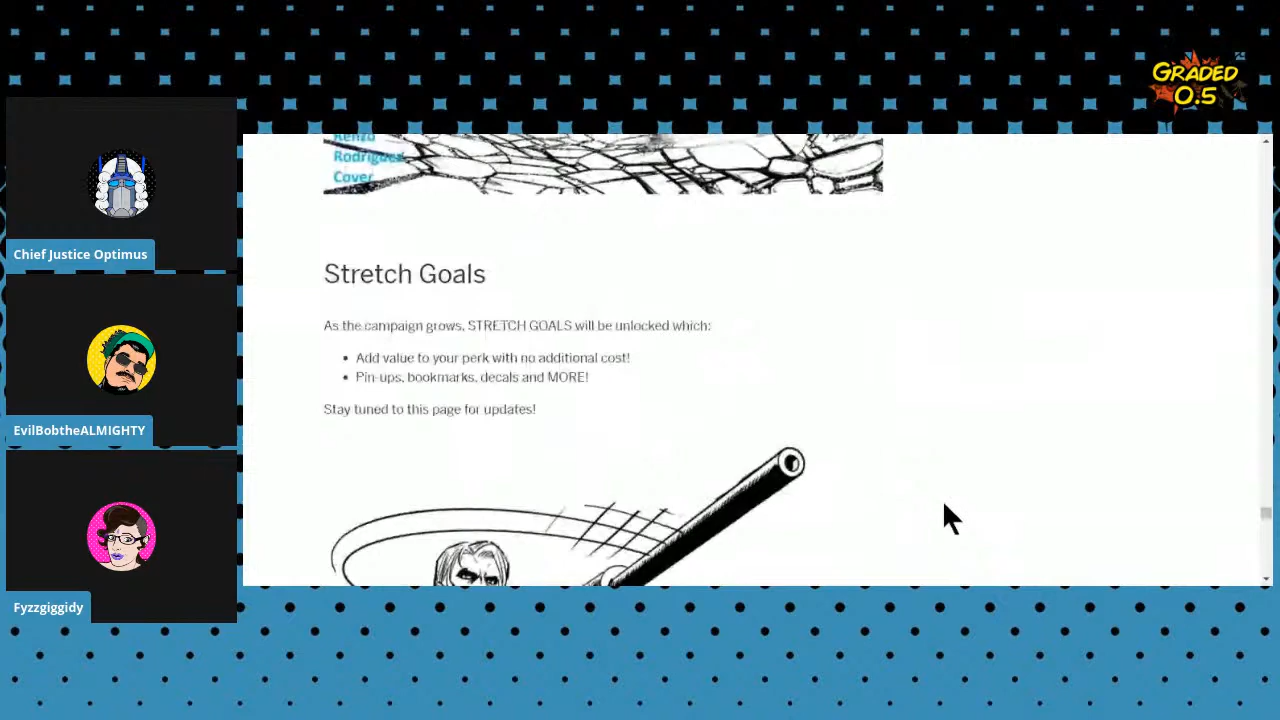 GRADED
0.5
Chief Justice Optimus
EvilBobtheALMIGHTY
Fyzzgiggidy
Renzo
Rodriguez
Cover
Stretch Goals
As the campaign grows, STRETCH GOALS will be unlocked which:
• Add value to your perk with no additional cost!
• Pin-ups, bookmarks, decals and MORE!
Stay tuned to this page for updates!